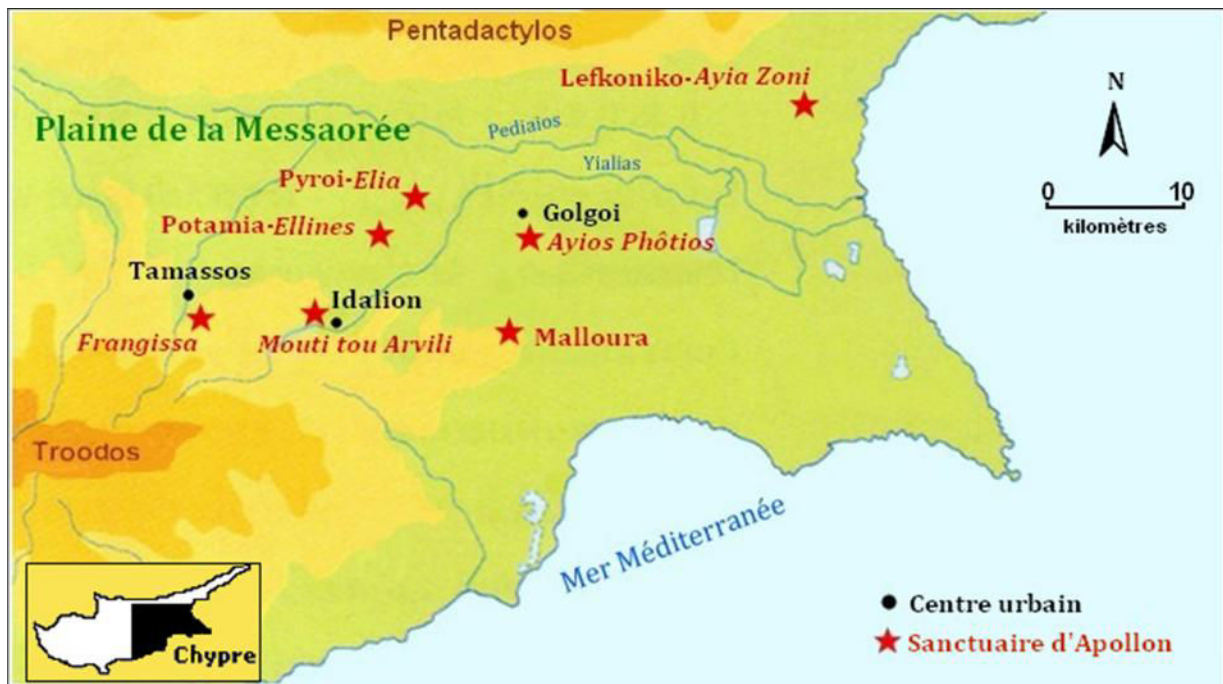 Pentadactylos
Lefkoniko-Ayia Zoni
N
Plaine de la Messaorée
Pediaios
Yialias
Pyroi-Elia
0 10
kilomètres
Potamia-Ellines
Golgoi
Ayios Phôtios
Tamassos
Idalion
Frangissa
Mouti tou Arvili
Malloura
Troodos
Mer Méditerranée
Chypre
Centre urbain
Sanctuaire d'Apollon